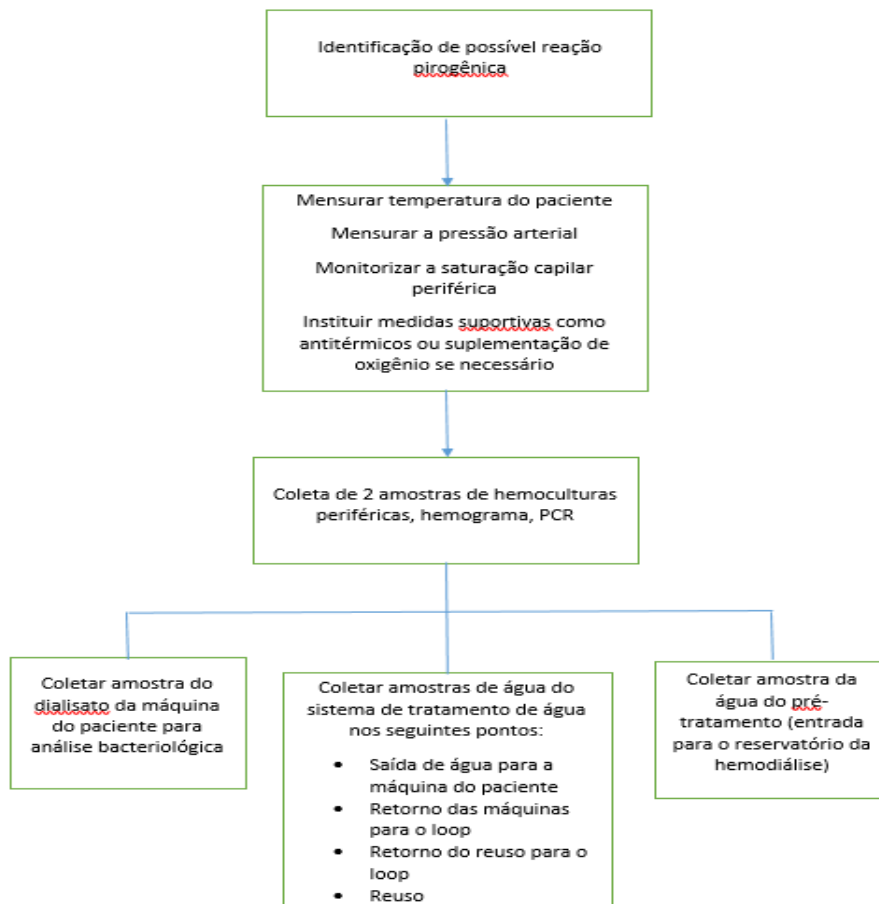 Identificação de possível reação
pirogênica
Mensurar temperatura do paciente
Mensurar a pressão arterial
Monitorizar a saturação capilar
periférica
Instituir medidas suportivas como
antitérmicos ou suplementação de
oxigênio se necessário
Coleta de 2 amostras de hemoculturas
periféricas, hemograma, PCR
Coletar amostra do
dialisato da máquina
do paciente para
análise bacteriológica
Coletar amostras de água do
sistema de tratamento de água
nos seguintes pontos:
• Saída de água para a
máquina do paciente
• Retorno das máquinas
para o loop
• Retorno do reuso para o
loop
• Reuso
Coletar amostra da
água do pré-
tratamento (entrada
para o reservatório da
hemodiálise)